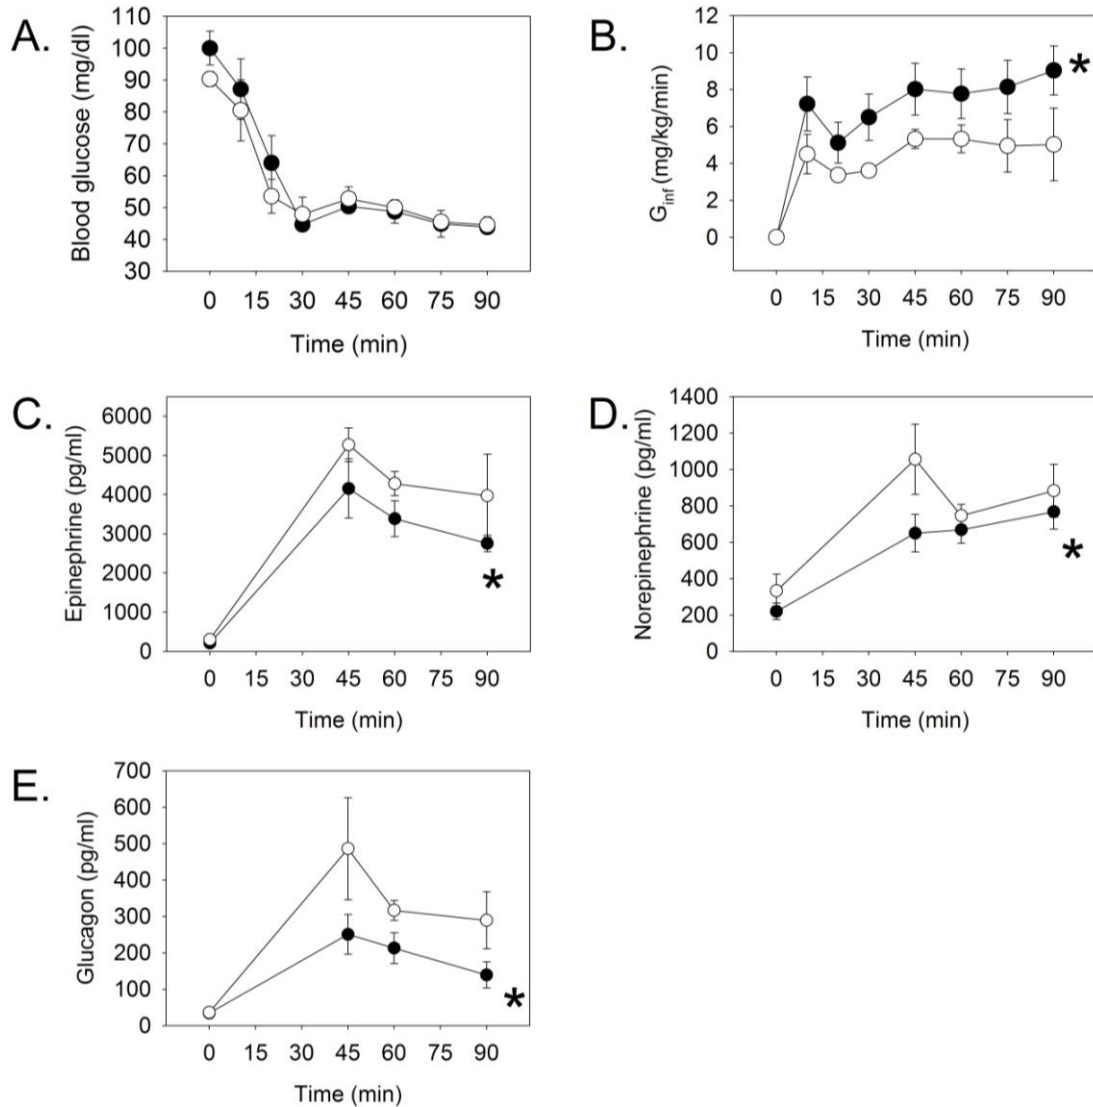 A.
Blood glucose (mg/dl)
110
100
90
80
70
60
50
40
30
0 15 30 45 60 75 90
Time (min)
B.
G_inf (mg/kg/min)
12
10
8
6
4
2
0
*
0 15 30 45 60 75 90
Time (min)
C.
Epinephrine (pg/ml)
6000
5000
4000
3000
2000
1000
0
*
0 15 30 45 60 75 90
Time (min)
D.
Norepinephrine (pg/ml)
1400
1200
1000
800
600
400
200
0
*
0 15 30 45 60 75 90
Time (min)
E.
Glucagon (pg/ml)
700
600
500
400
300
200
100
0
*
0 15 30 45 60 75 90
Time (min)